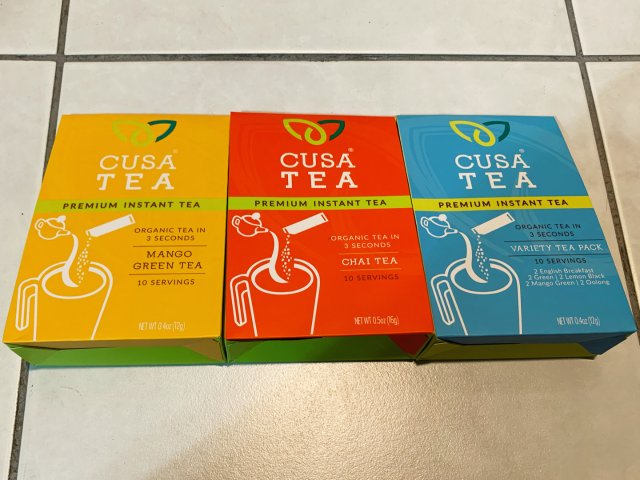 CUSA®
TEA
PREMIUM INSTANT TEA
ORGANIC TEA IN
3 SECONDS
MANGO
GREEN TEA
10 SERVINGS
NET WT 0.4oz (12g)
CUSA®
TEA
PREMIUM INSTANT TEA
ORGANIC TEA IN
3 SECONDS
CHAI TEA
10 SERVINGS
NET WT 0.5oz (16g)
CUSA®
TEA
PREMIUM INSTANT TEA
ORGANIC TEA IN
3 SECONDS
VARIETY TEA PACK
10 SERVINGS
2 English Breakfast
2 Green | 2 Lemon Black
2 Mango Green | 2 Oolong
NET WT 0.4oz (12g)